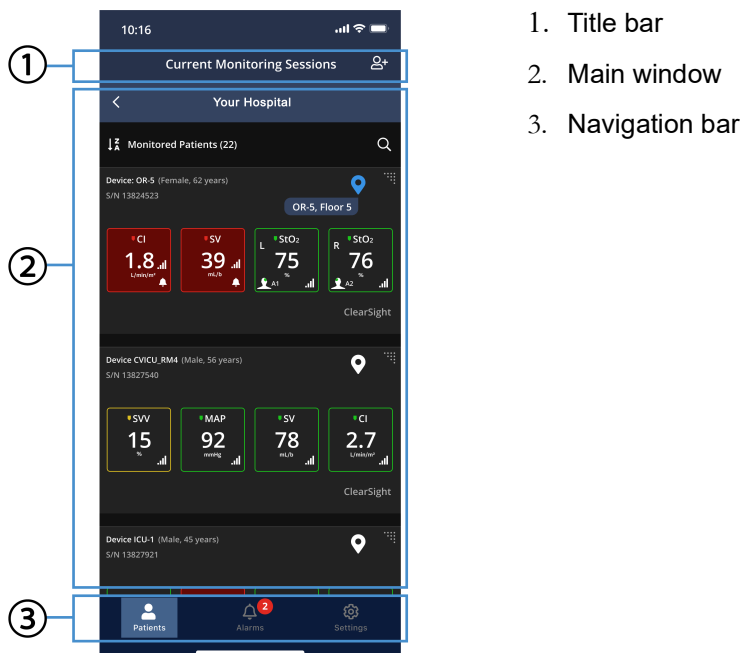 10:16
① Current Monitoring Sessions
② Your Hospital
Monitored Patients (22)
Device: OR-5 (Female, 62 years)
S/N 13824523
OR-5, Floor 5
CI SV L StO₂ R StO₂
1.8 39 75 76
L/min/m² mL/b % %
A1 A2
ClearSight
Device CVICU_RM4 (Male, 56 years)
S/N 13827540
SVV MAP SV CI
15 92 78 2.7
% mmHg mL/b L/min/m²
ClearSight
Device ICU-1 (Male, 45 years)
S/N 13827921
③ 2
Patients Alarms Settings
1. Title bar
2. Main window
3. Navigation bar